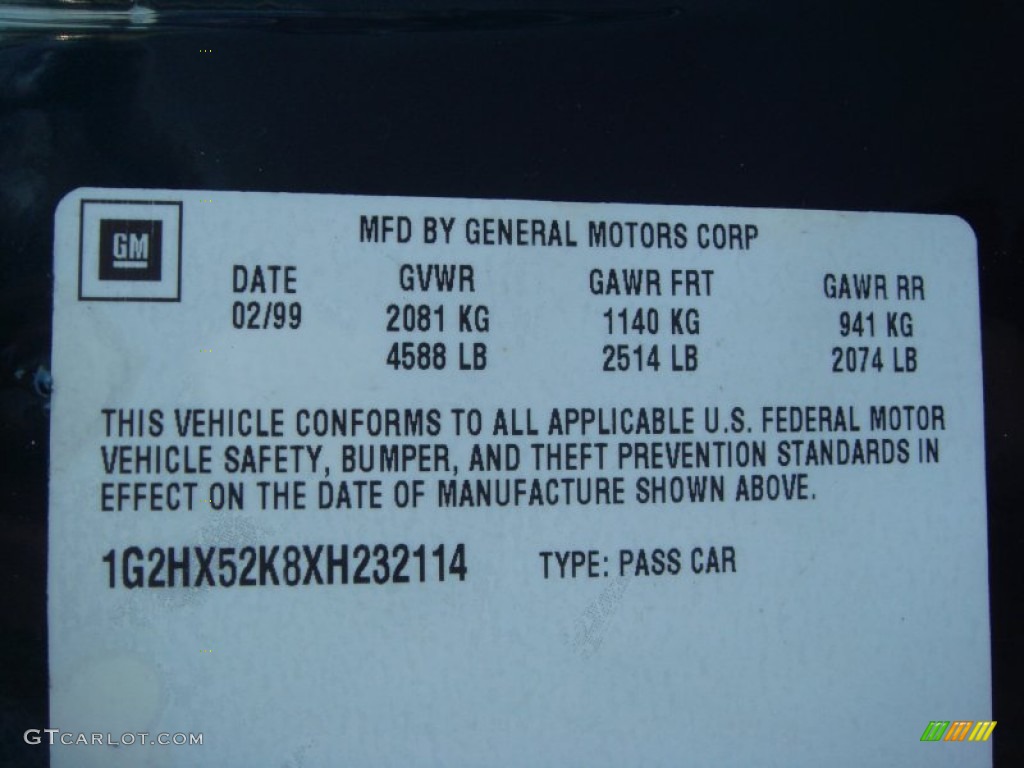 GM
MFD BY GENERAL MOTORS CORP
DATE GVWR GAWR FRT GAWR RR
02/99 2081 KG 1140 KG 941 KG
4588 LB 2514 LB 2074 LB
THIS VEHICLE CONFORMS TO ALL APPLICABLE U.S. FEDERAL MOTOR
VEHICLE SAFETY, BUMPER, AND THEFT PREVENTION STANDARDS IN
EFFECT ON THE DATE OF MANUFACTURE SHOWN ABOVE.
1G2HX52K8XH232114 TYPE: PASS CAR
GTCARLOT.COM